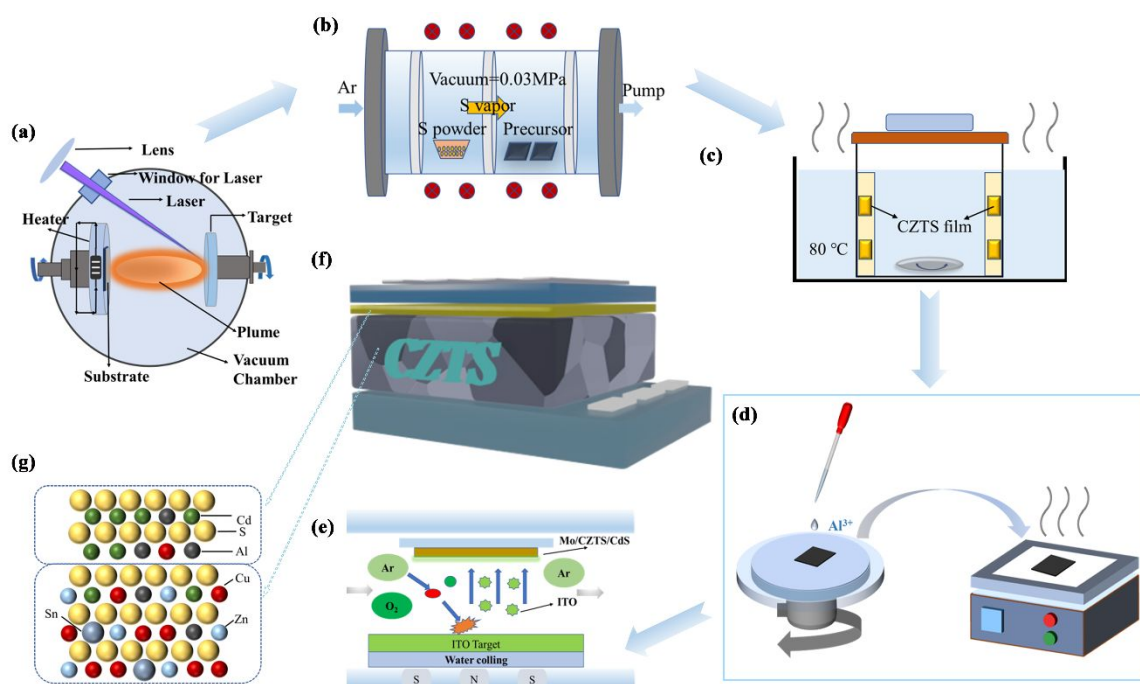 (a)
Lens
Window for Laser
Laser
Heater
Target
Plume
Vacuum
Chamber
Substrate
(b)
Ar
Vacuum=0.03MPa
S vapor
S powder
Precursor
Pump
(c)
CZTS film
80 °C
(f)
CZTS
(d)
Al³⁺
(g)
Cd
S
Al
Cu
Sn
Zn
(e)
Mo/CZTS/CdS
Ar
Ar
O₂
ITO
ITO Target
Water colling
S N S